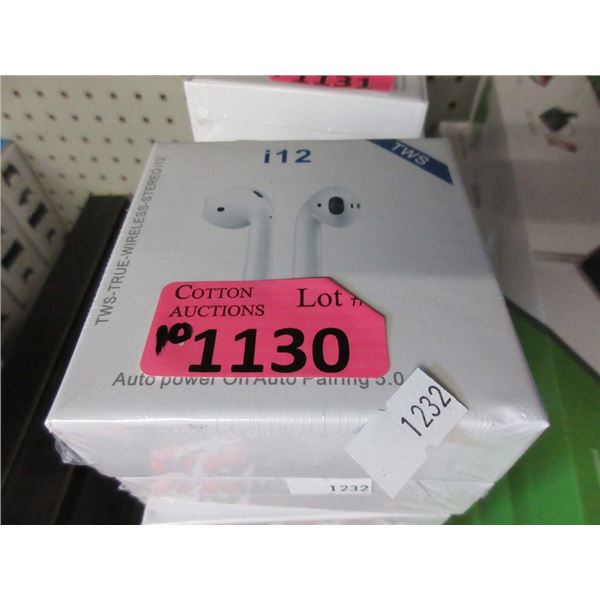 1131
i12
TWS
TWS-TRUE-WIRELESS-STEREO i12
COTTON AUCTIONS
Lot #
10
1130
Auto power On Auto Pairing 5.0
1232
1232